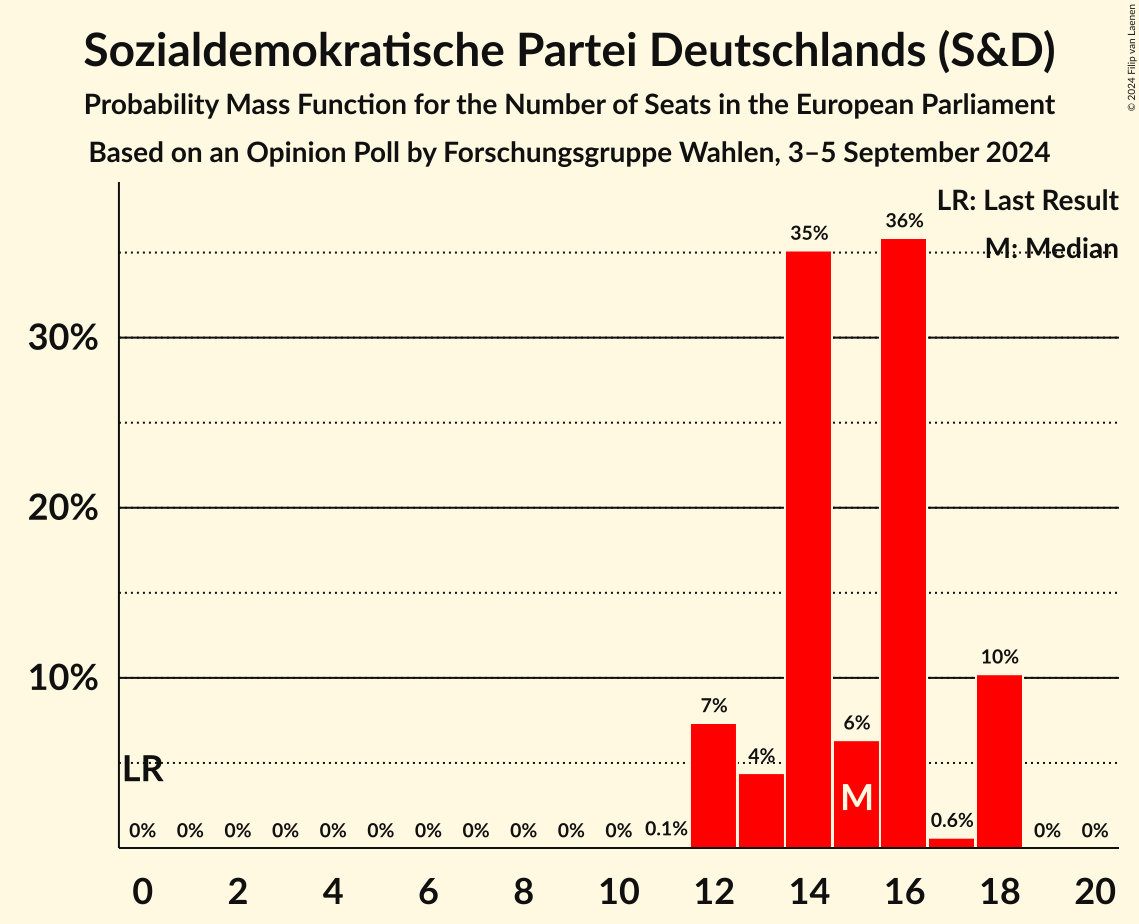 Sozialdemokratische Partei Deutschlands (S&D)
Probability Mass Function for the Number of Seats in the European Parliament
Based on an Opinion Poll by Forschungsgruppe Wahlen, 3–5 September 2024
© 2024 Filip van Laenen
LR: Last Result
M: Median
36%
35%
30%
20%
10%
10%
7%
6%
4%
LR
M
0% 0% 0% 0% 0% 0% 0% 0% 0% 0% 0% 0.1% 0.6% 0% 0%
0 2 4 6 8 10 12 14 16 18 20